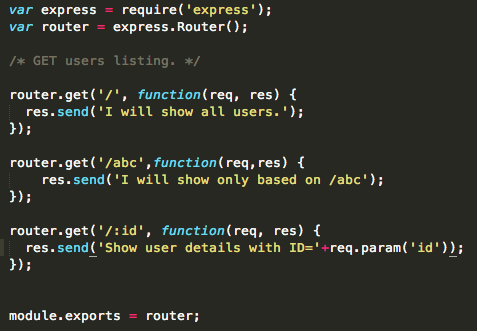 var express = require('express');
var router = express.Router();
/* GET users listing. */
router.get('/', function(req, res) {
  res.send('I will show all users.');
});
router.get('/abc',function(req,res) {
    res.send('I will show only based on /abc');
});
router.get('/:id', function(req, res) {
  res.send('Show user details with ID='+req.param('id'));
});
module.exports = router;